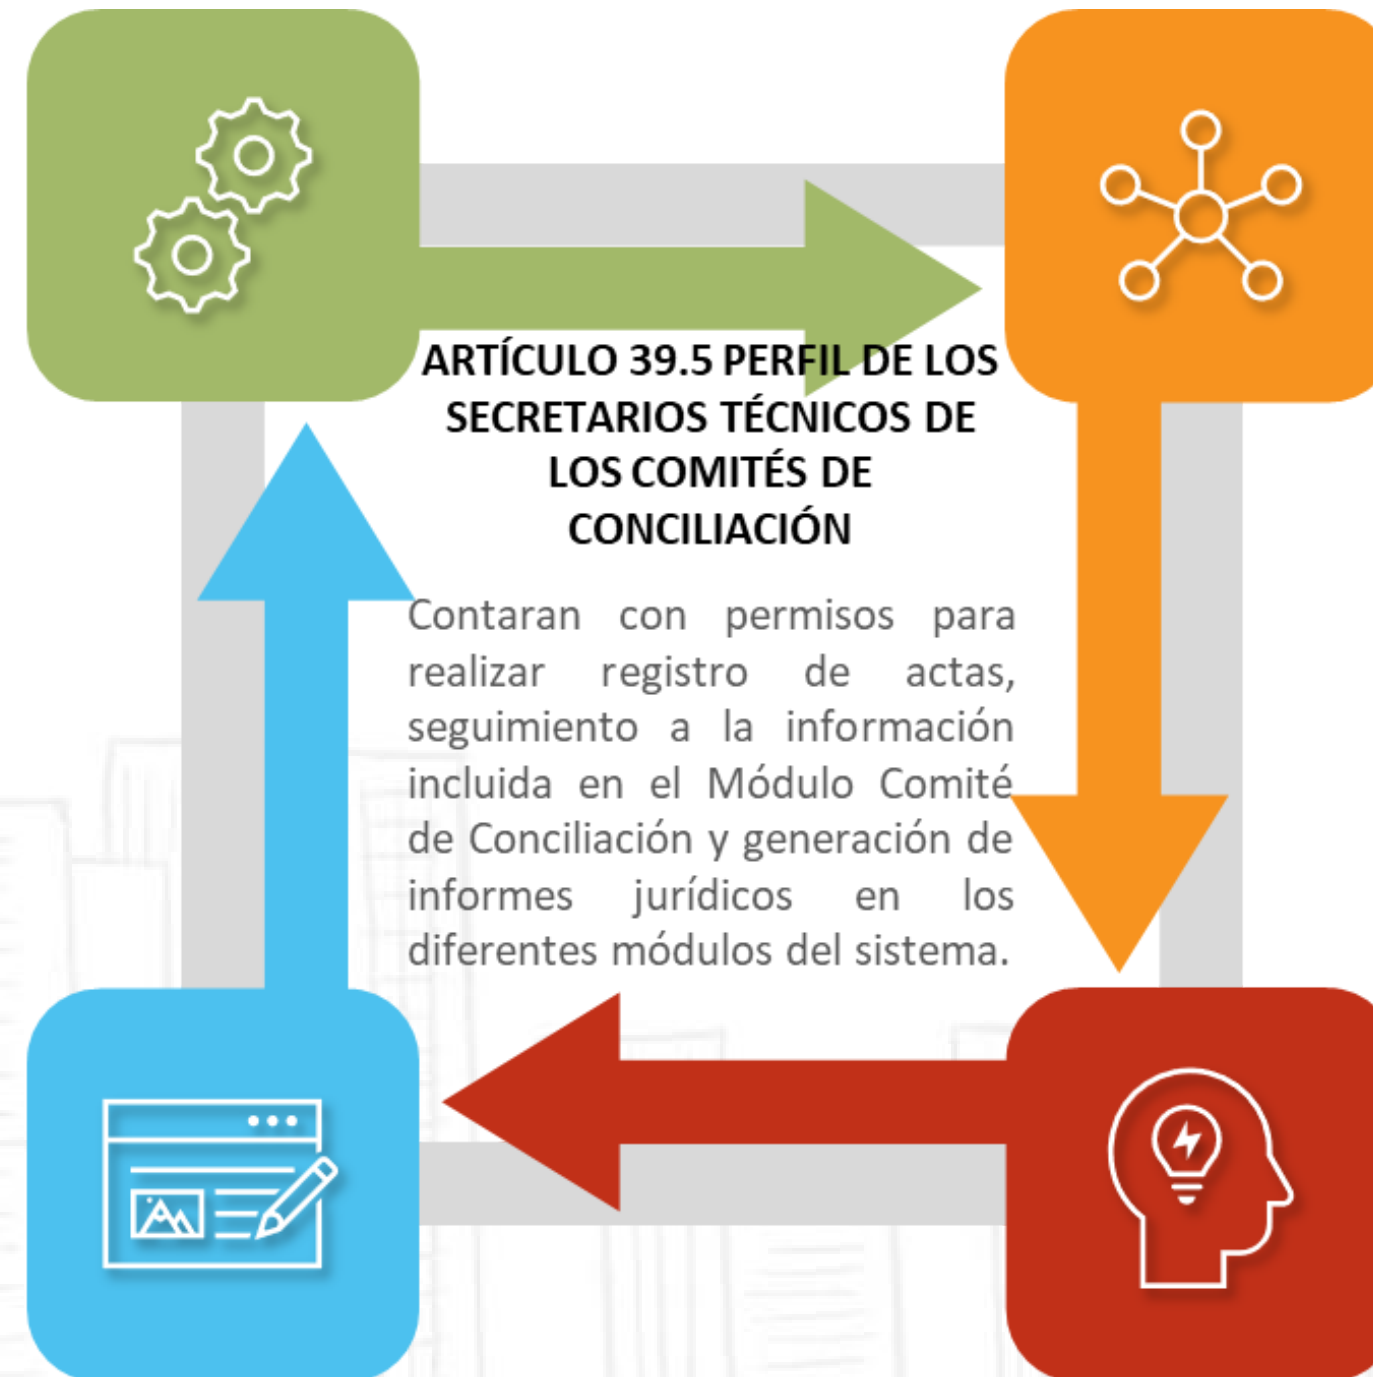 ARTÍCULO 39.5 PERFIL DE LOS
SECRETARIOS TÉCNICOS DE
LOS COMITÉS DE
CONCILIACIÓN
Contaran con permisos para
realizar registro de actas,
seguimiento a la información
incluida en el Módulo Comité
de Conciliación y generación de
informes jurídicos en los
diferentes módulos del sistema.